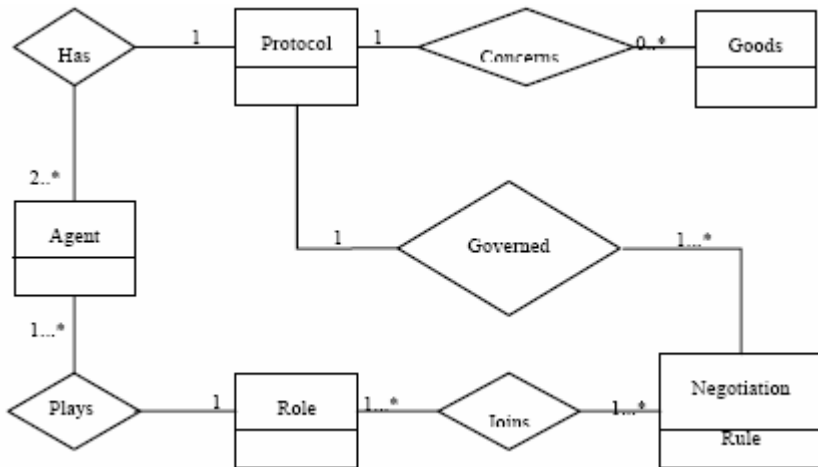 Has
1
Protocol
1
Concerns
0..*
Goods
2..*
Agent
1
Governed
1...*
1...*
Plays
1
Role
1...*
Joins
1...*
Negotiation
Rule